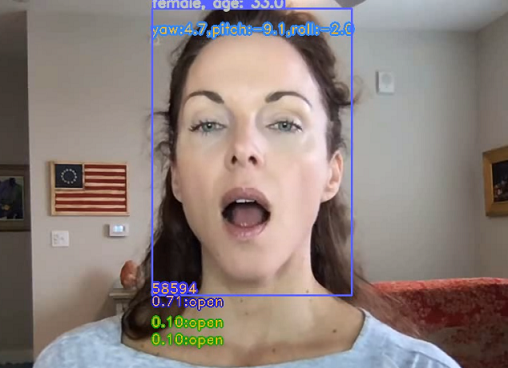 female, age: 33.0
yaw:4.7,pitch:-9.1,roll:-2.0
58594
0.71:open
0.10:open
0.10:open